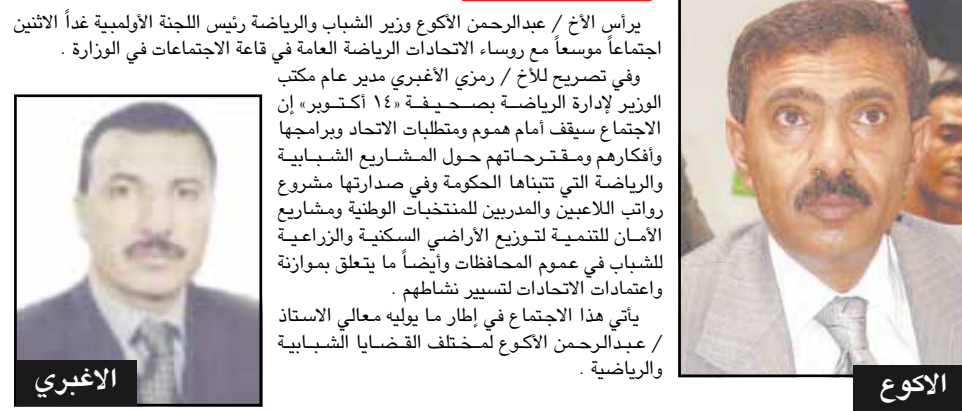 يرأس الأخ / عبدالرحمن الأكوع وزير الشباب والرياضة رئيس اللجنة الأولمبية غداً الاثنين
اجتماعاً موسعاً مع روساء الاتحادات الرياضة العامة في قاعة الاجتماعات في الوزارة .
وفي تصريح للأخ / رمزي الأغبري مدير عام مكتب
الوزير لإدارة الرياضة بصحيفة «١٤ أكتوبر» إن
الاجتماع سيقف أمام هموم ومتطلبات الاتحاد وبرامجها
وأفكارهم ومقترحاتهم حول المشاريع الشبابية
والرياضة التي تتبناها الحكومة وفي صدارتها مشروع
رواتب اللاعبين والمدربين للمنتخبات الوطنية ومشاريع
الأمان للتنمية لتوزيع الأراضي السكنية والزراعية
للشباب في عموم المحافظات وأيضاً ما يتعلق بموازنة
واعتمادات الاتحادات لتسيير نشاطهم .
يأتي هذا الاجتماع في إطار ما يوليه معالي الاستاذ
/ عبدالرحمن الأكوع لمختلف القضايا الشبابية
والرياضية .
الاغبري
الاكوع